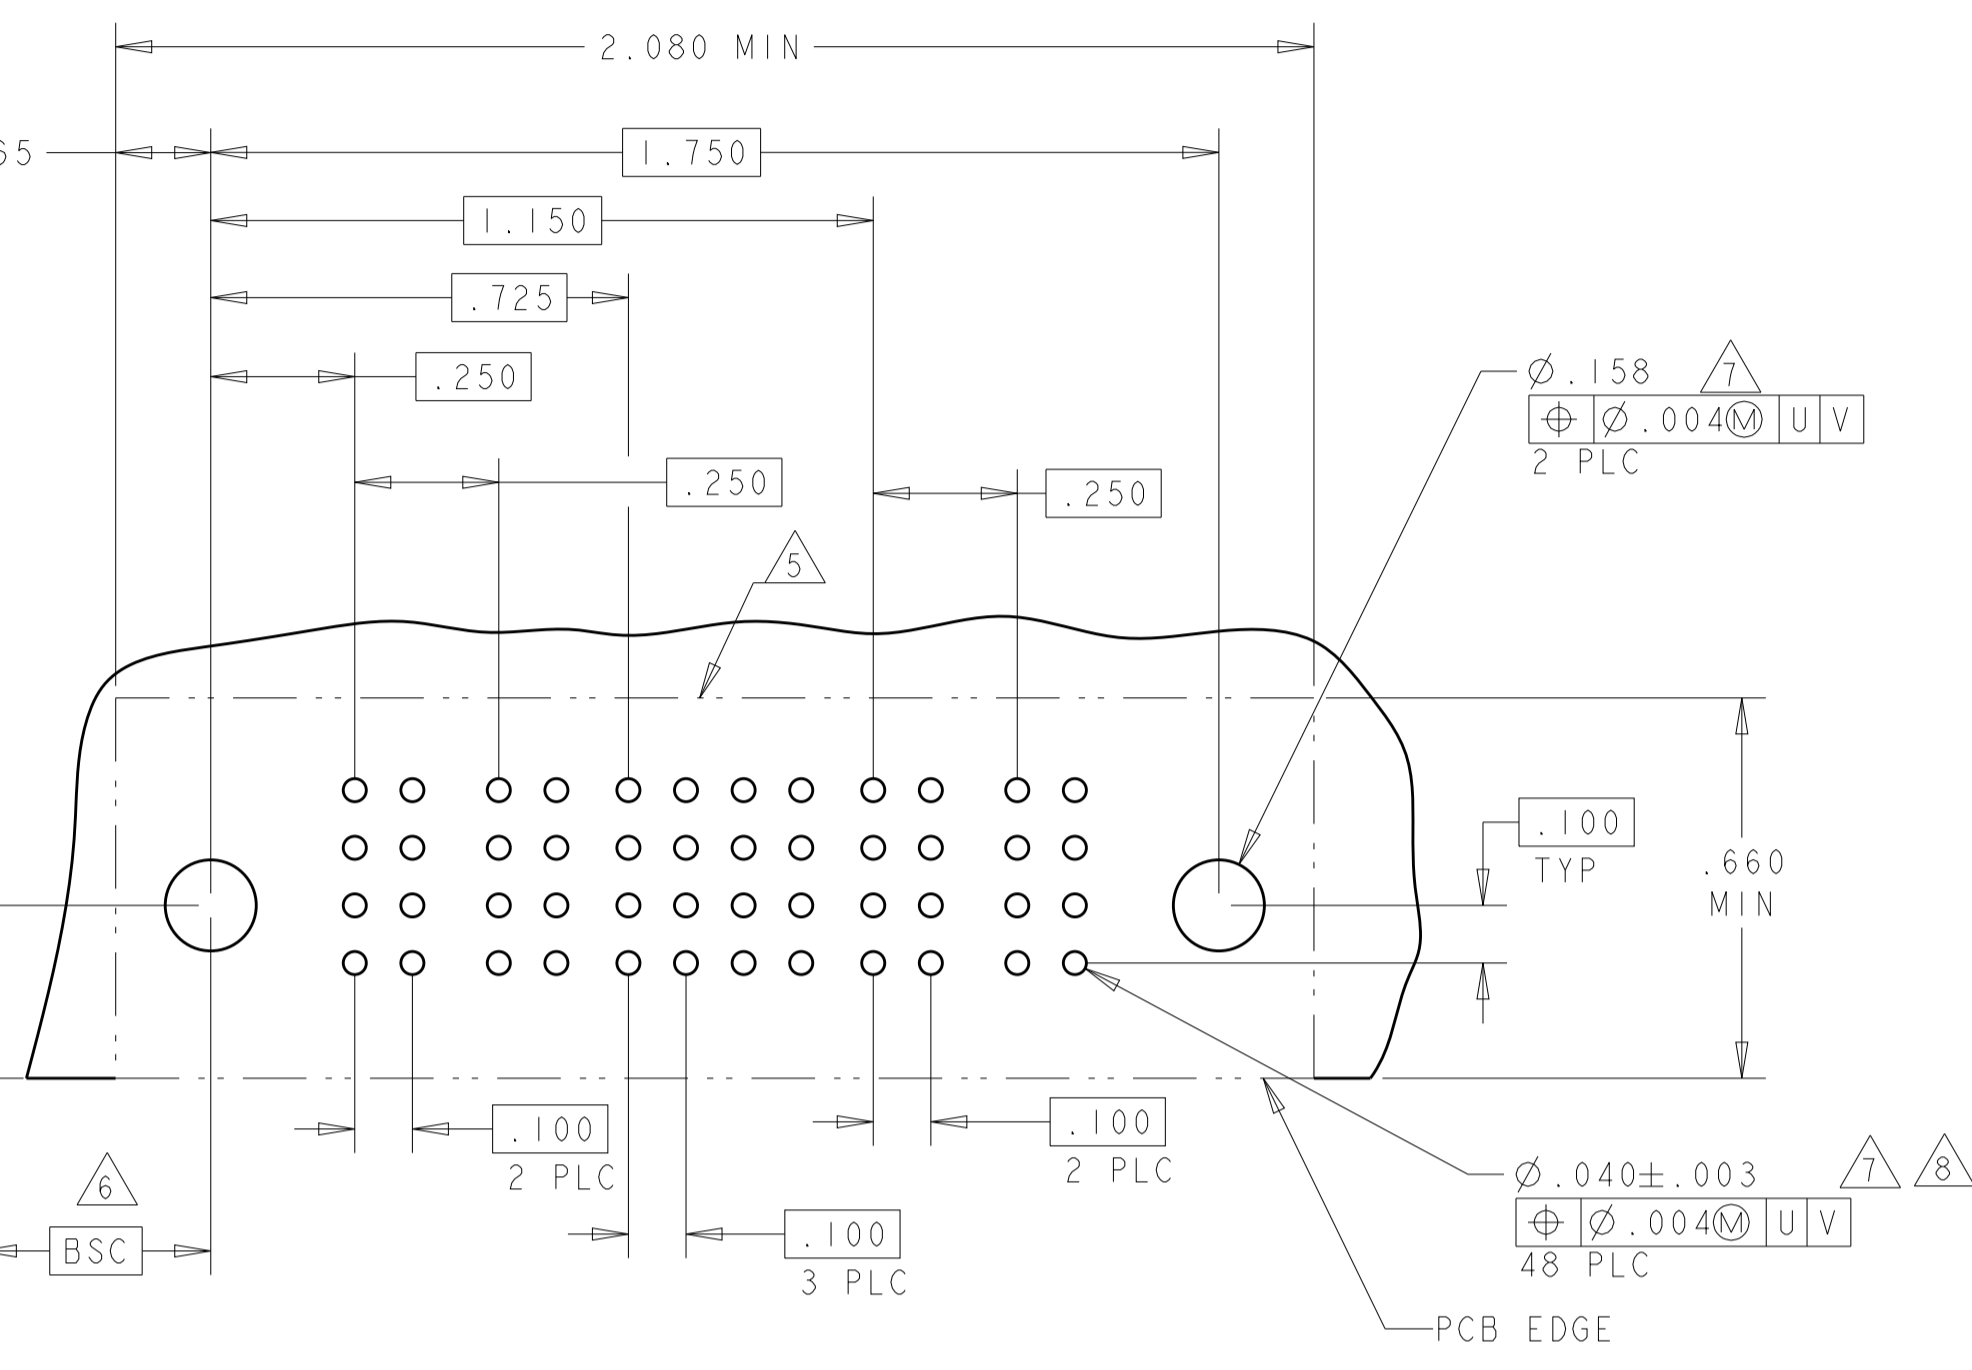 2.080 MIN
65
1.750
1.150
.725
.250
.250
.250
5
Ø.158 7
⌖ Ø.004Ⓜ U V
2 PLC
.100
TYP
.660
MIN
.100
2 PLC
.100
2 PLC
.100
3 PLC
6
BSC
Ø.040±.003 7 8
⌖ Ø.004Ⓜ U V
48 PLC
PCB EDGE